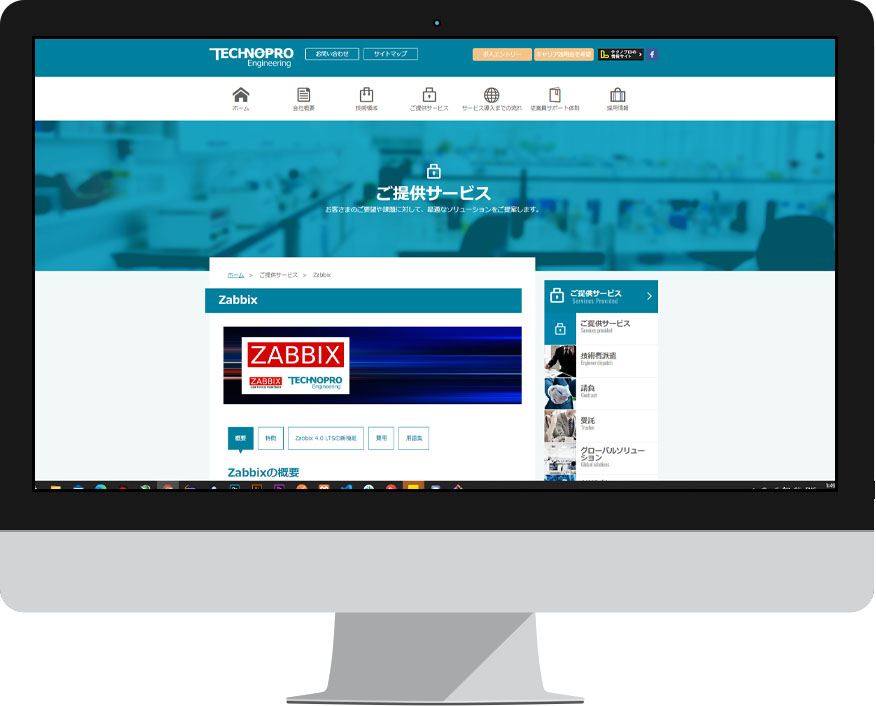 TECHNOPRO
Engineering
お問い合わせ
サイトマップ
求人エントリー
キャリア説明会を確認
テクノプロの
情報サイト
f
ホーム
会社概要
技術領域
ご提供サービス
サービス導入までの流れ
従業員サポート体制
採用情報
ご提供サービス
お客さまのご要望や課題に対して、最適なソリューションをご提案します。
ホーム > ご提供サービス > Zabbix
Zabbix
ZABBIX
ZABBIX
TECHNOPRO
Engineering
概要
特徴
Zabbix 4.0 LTSの新機能
費用
用語集
Zabbixの概要
ご提供サービス
Services Provided
ご提供サービス
Services provided
技術者派遣
Engineer dispatch
請負
Contract
受託
Trustee
グローバルソリュー
ション
Global solutions